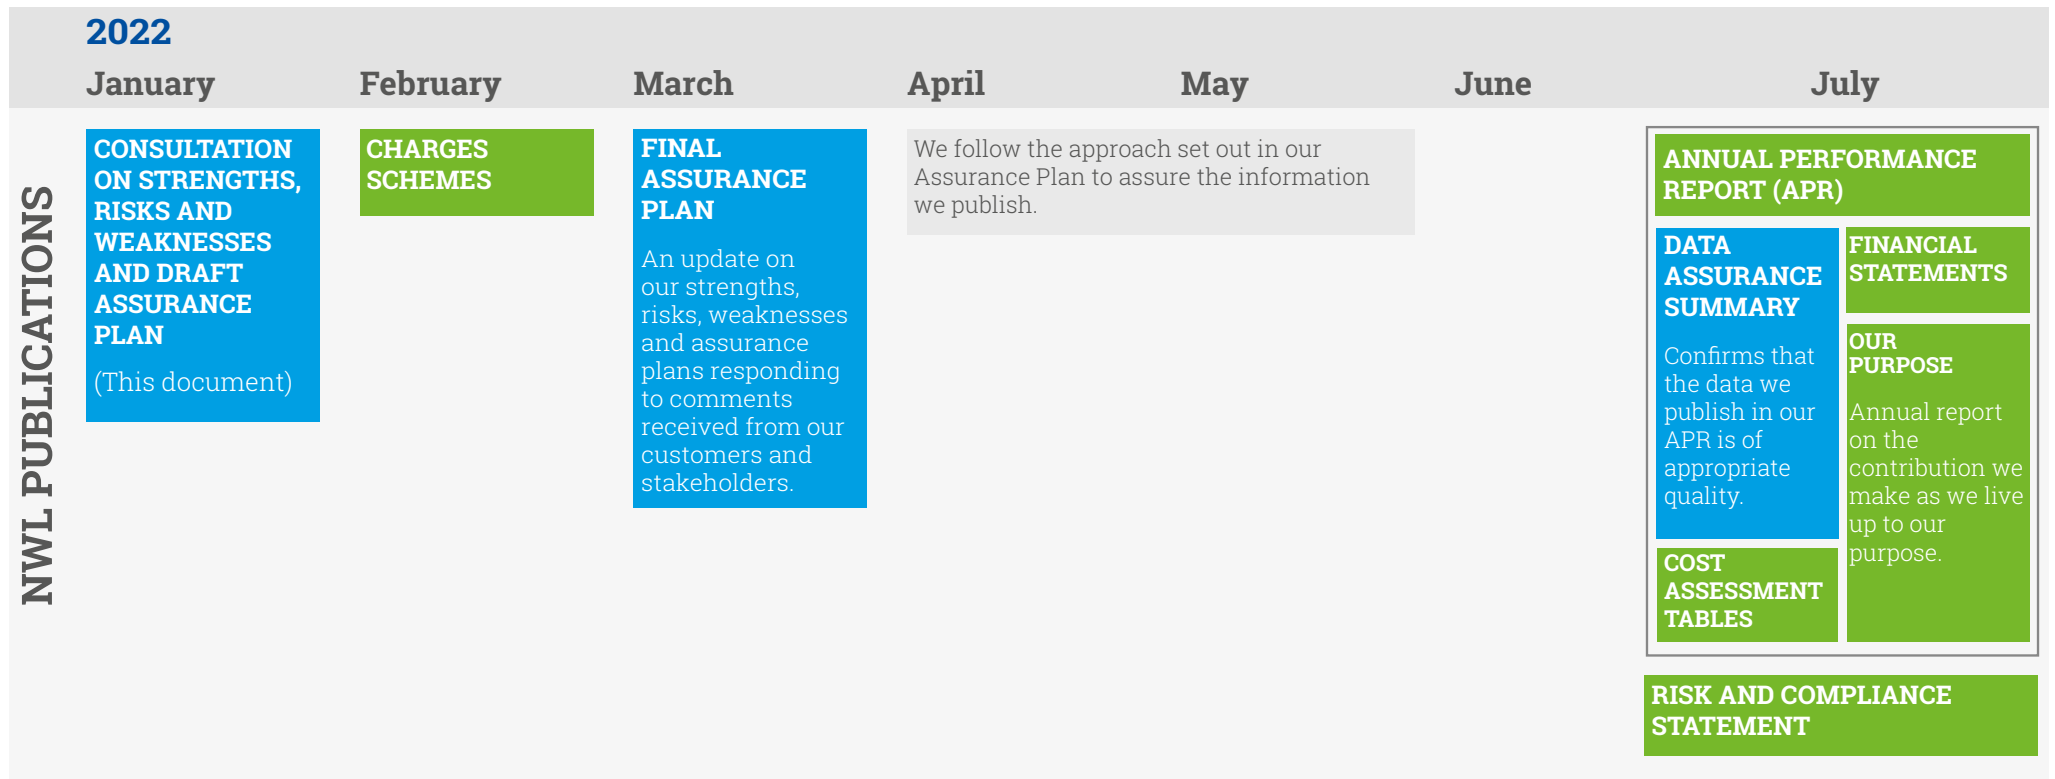 2022
January
February
March
April
May
June
July
NWL PUBLICATIONS
CONSULTATION
ON STRENGTHS,
RISKS AND
WEAKNESSES
AND DRAFT
ASSURANCE
PLAN
(This document)
CHARGES
SCHEMES
FINAL
ASSURANCE
PLAN
An update on
our strengths,
risks, weaknesses
and assurance
plans responding
to comments
received from our
customers and
stakeholders.
We follow the approach set out in our
Assurance Plan to assure the information
we publish.
ANNUAL PERFORMANCE
REPORT (APR)
DATA
ASSURANCE
SUMMARY
Confirms that
the data we
publish in our
APR is of
appropriate
quality.
COST
ASSESSMENT
TABLES
FINANCIAL
STATEMENTS
OUR
PURPOSE
Annual report
on the
contribution we
make as we live
up to our
purpose.
RISK AND COMPLIANCE
STATEMENT